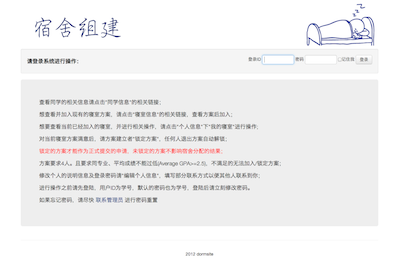 宿舍组建
请登录系统进行操作：
登录ID
密码
记住我
登录
查看同学的相关信息请点击"同学信息"的相关链接；
想查看并加入现有的寝室方案，请点击"寝室信息"的相关链接，查看方案后加入；
想要查看当前已经加入的寝室，并进行相关操作，请点击"个人信息"下"我的寝室"进行操作；
对当前寝室方案满意后，请方案建立者"锁定方案"，任何人退出方案自动解锁；
锁定的方案才能作为正式提交的申请，未锁定的方案不影响宿舍分配的结果；
方案要求4人，且要求同专业、平均成绩不能过低(Average GPA>=2.5)，不满足的无法加入/锁定方案；
修改个人的说明信息及登录密码请"编辑个人信息"，填写部分联系方式以便其他人联系到你；
进行操作之前请先登陆，用户ID为学号，默认的密码也为学号，登陆后请立刻修改密码。
如果忘记密码，请尽快 联系管理员 进行密码重置
2012 dormsite